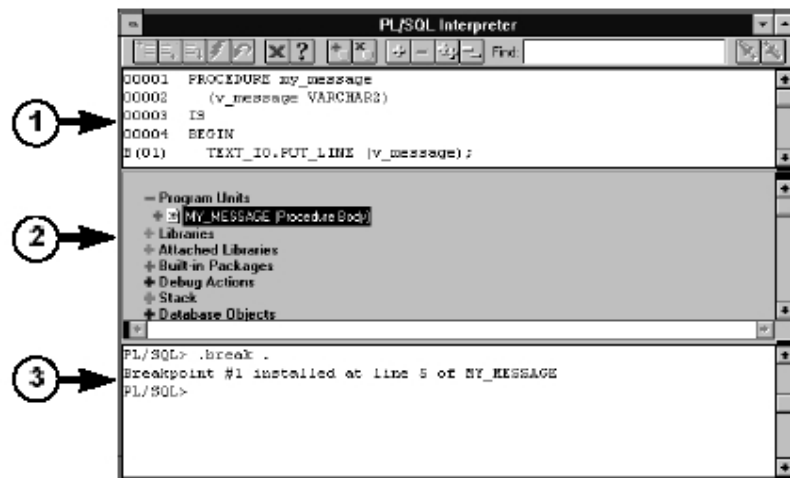 PL/SQL Interpreter
Find:
00001 PROCEDURE my_message
00002 (v_message VARCHAR2)
00003 IS
00004 BEGIN
B(01) TEXT_IO.PUT_LINE (v_message);
1
− Program Units
+ MY_MESSAGE (Procedure Body)
+ Libraries
+ Attached Libraries
+ Built-in Packages
+ Debug Actions
+ Stack
+ Database Objects
2
PL/SQL> .break .
Breakpoint #1 installed at line 5 of MY_MESSAGE
PL/SQL>
3